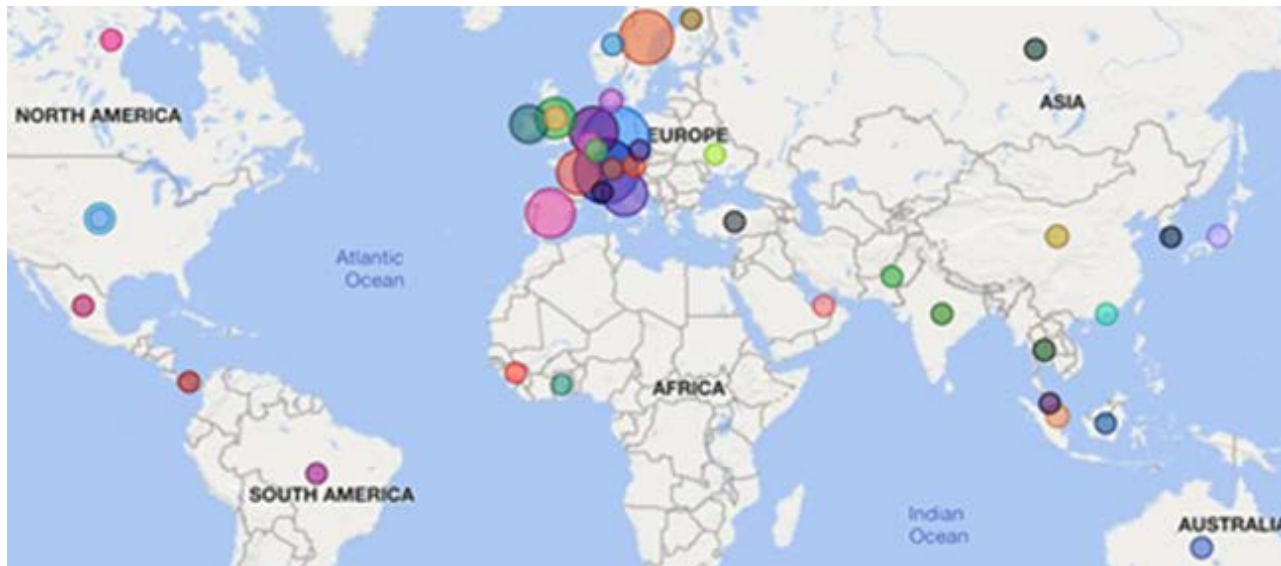 ASIA
NORTH AMERICA
EUROPE
Atlantic
Ocean
AFRICA
SOUTH AMERICA
Indian
Ocean
AUSTRALIA